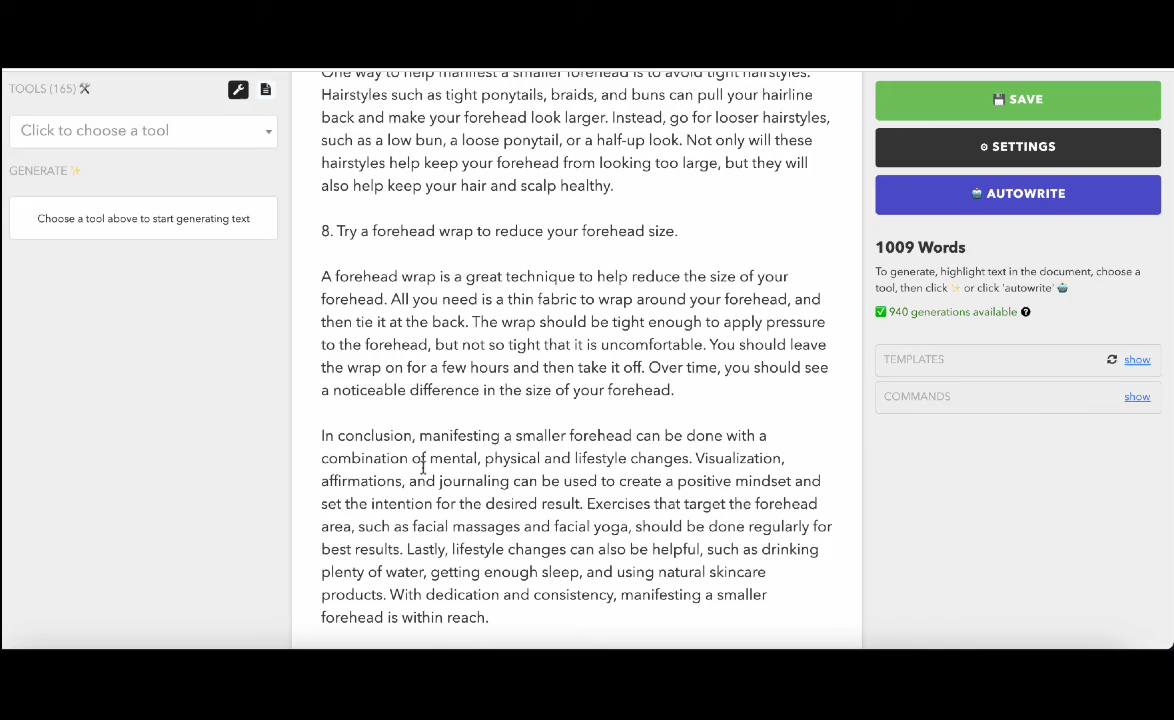 TOOLS (165)
Click to choose a tool
GENERATE
Choose a tool above to start generating text
One way to help manifest a smaller forehead is to avoid tight hairstyles.
Hairstyles such as tight ponytails, braids, and buns can pull your hairline
back and make your forehead look larger. Instead, go for looser hairstyles,
such as a low bun, a loose ponytail, or a half-up look. Not only will these
hairstyles help keep your forehead from looking too large, but they will
also help keep your hair and scalp healthy.
8. Try a forehead wrap to reduce your forehead size.
A forehead wrap is a great technique to help reduce the size of your
forehead. All you need is a thin fabric to wrap around your forehead, and
then tie it at the back. The wrap should be tight enough to apply pressure
to the forehead, but not so tight that it is uncomfortable. You should leave
the wrap on for a few hours and then take it off. Over time, you should see
a noticeable difference in the size of your forehead.
In conclusion, manifesting a smaller forehead can be done with a
combination of mental, physical and lifestyle changes. Visualization,
affirmations, and journaling can be used to create a positive mindset and
set the intention for the desired result. Exercises that target the forehead
area, such as facial massages and facial yoga, should be done regularly for
best results. Lastly, lifestyle changes can also be helpful, such as drinking
plenty of water, getting enough sleep, and using natural skincare
products. With dedication and consistency, manifesting a smaller
forehead is within reach.
SAVE
SETTINGS
AUTOWRITE
1009 Words
To generate, highlight text in the document, choose a
tool, then click ✨ or click 'autowrite' 🤖
✅ 940 generations available
TEMPLATES show
COMMANDS show